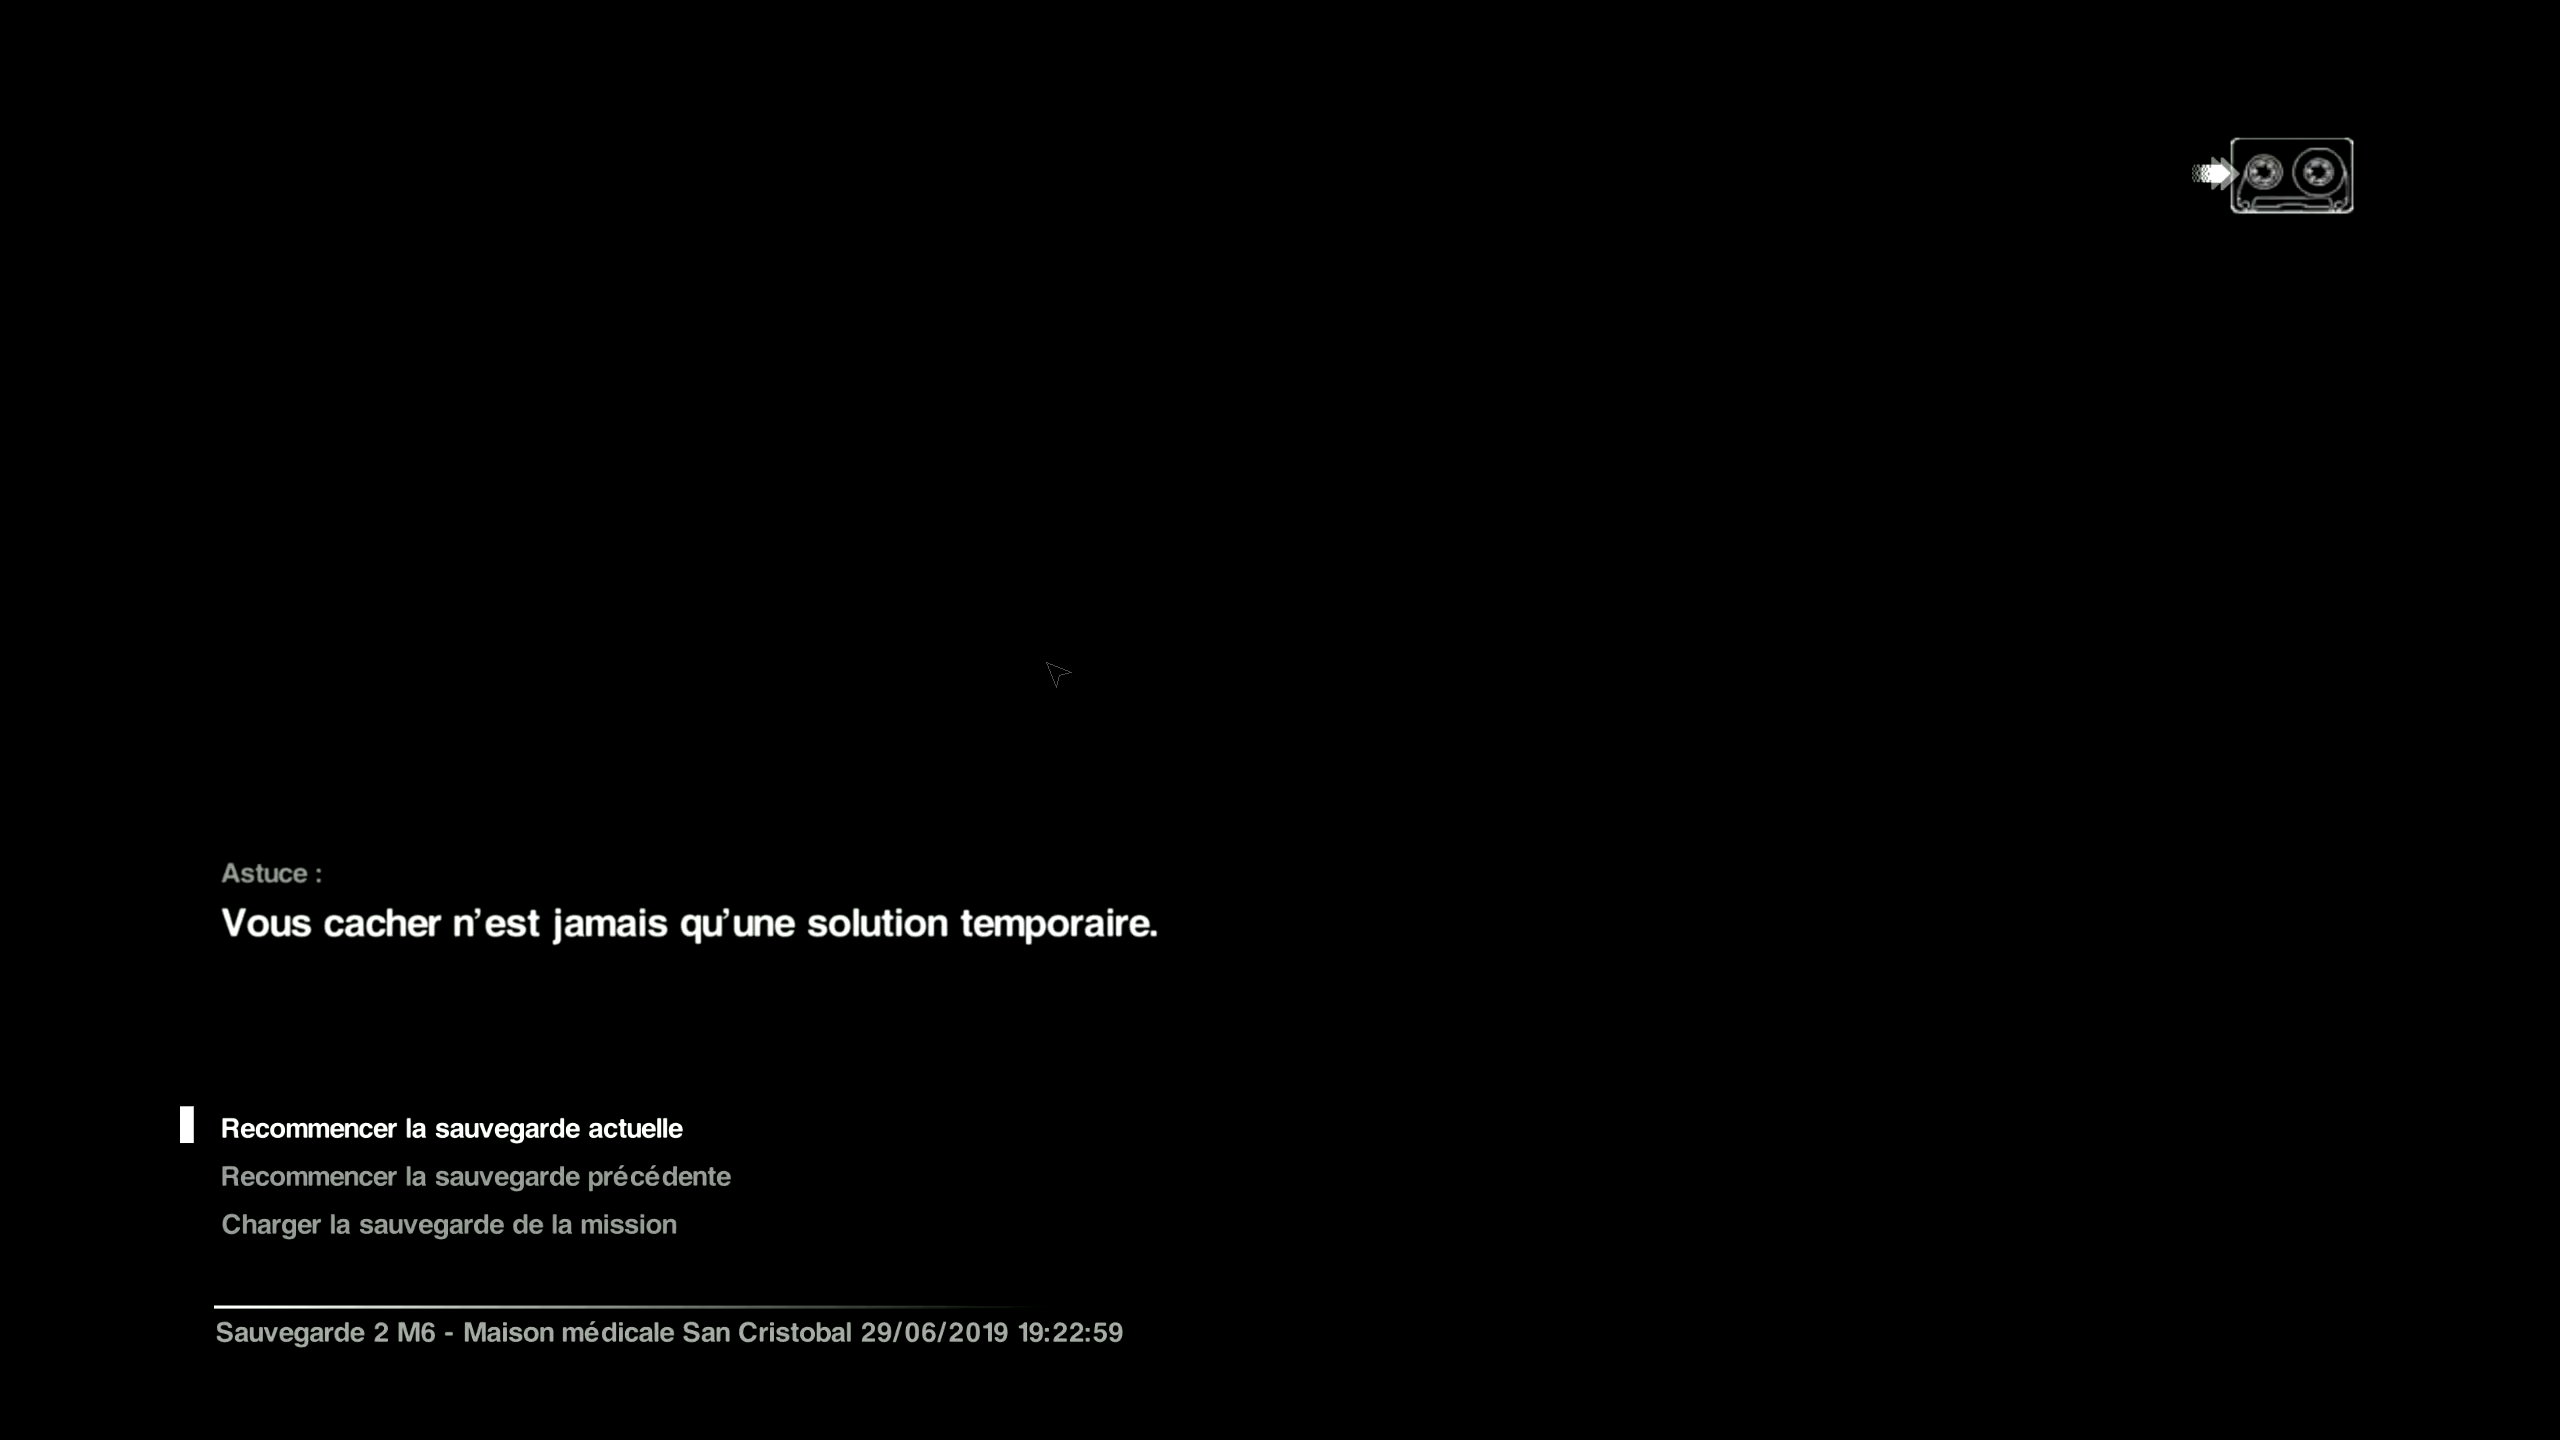 Astuce :
Vous cacher n’est jamais qu’une solution temporaire.
Recommencer la sauvegarde actuelle
Recommencer la sauvegarde précédente
Charger la sauvegarde de la mission
Sauvegarde 2 M6 - Maison médicale San Cristobal 29/06/2019 19:22:59